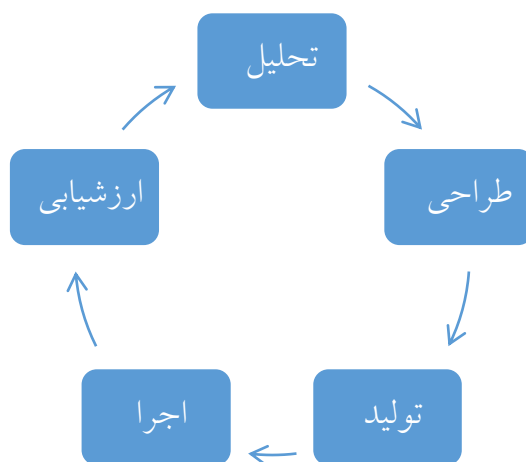 تحلیل
طراحی
تولید
اجرا
ارزشیابی